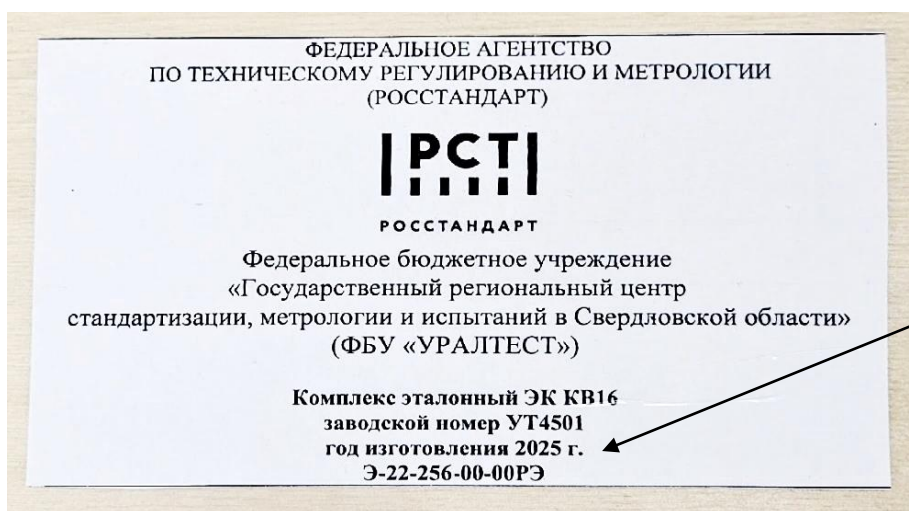 ФЕДЕРАЛЬНОЕ АГЕНТСТВО
ПО ТЕХНИЧЕСКОМУ РЕГУЛИРОВАНИЮ И МЕТРОЛОГИИ
(РОССТАНДАРТ)
РСТ
РОССТАНДАРТ
Федеральное бюджетное учреждение
«Государственный региональный центр
стандартизации, метрологии и испытаний в Свердловской области»
(ФБУ «УРАЛТЕСТ»)
Комплекс эталонный ЭК КВ16
заводской номер УТ4501
год изготовления 2025 г.
Э-22-256-00-00РЭ